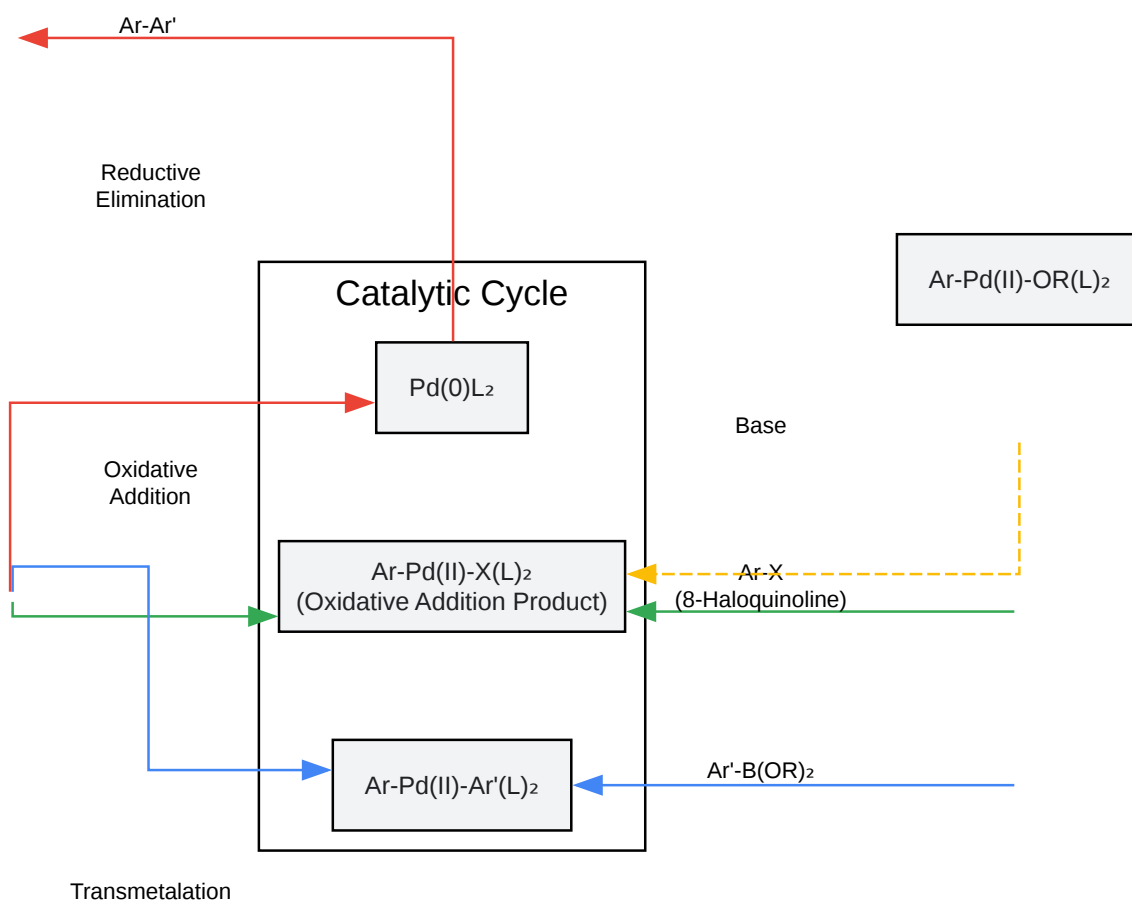 Ar-Ar'
Reductive
Elimination
Catalytic Cycle
Ar-Pd(II)-OR(L)₂
Pd(0)L₂
Base
Oxidative
Addition
Ar-Pd(II)-X(L)₂
(Oxidative Addition Product)
Ar-X
(8-Haloquinoline)
Ar-Pd(II)-Ar'(L)₂
Ar'-B(OR)₂
Transmetalation